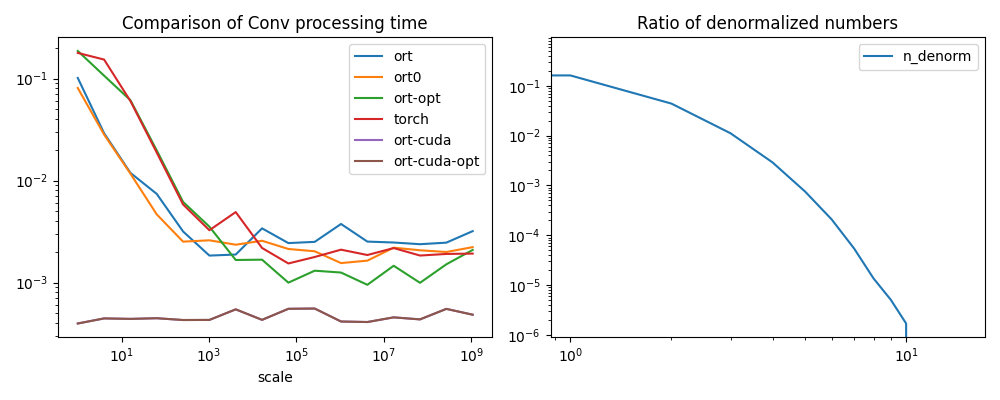 Comparison of Conv processing time
10⁻¹
10⁻²
10⁻³
ort
ort0
ort-opt
torch
ort-cuda
ort-cuda-opt
10¹ 10³ 10⁵ 10⁷ 10⁹
scale
Ratio of denormalized numbers
n_denorm
10⁻¹
10⁻²
10⁻³
10⁻⁴
10⁻⁵
10⁻⁶
10⁰ 10¹